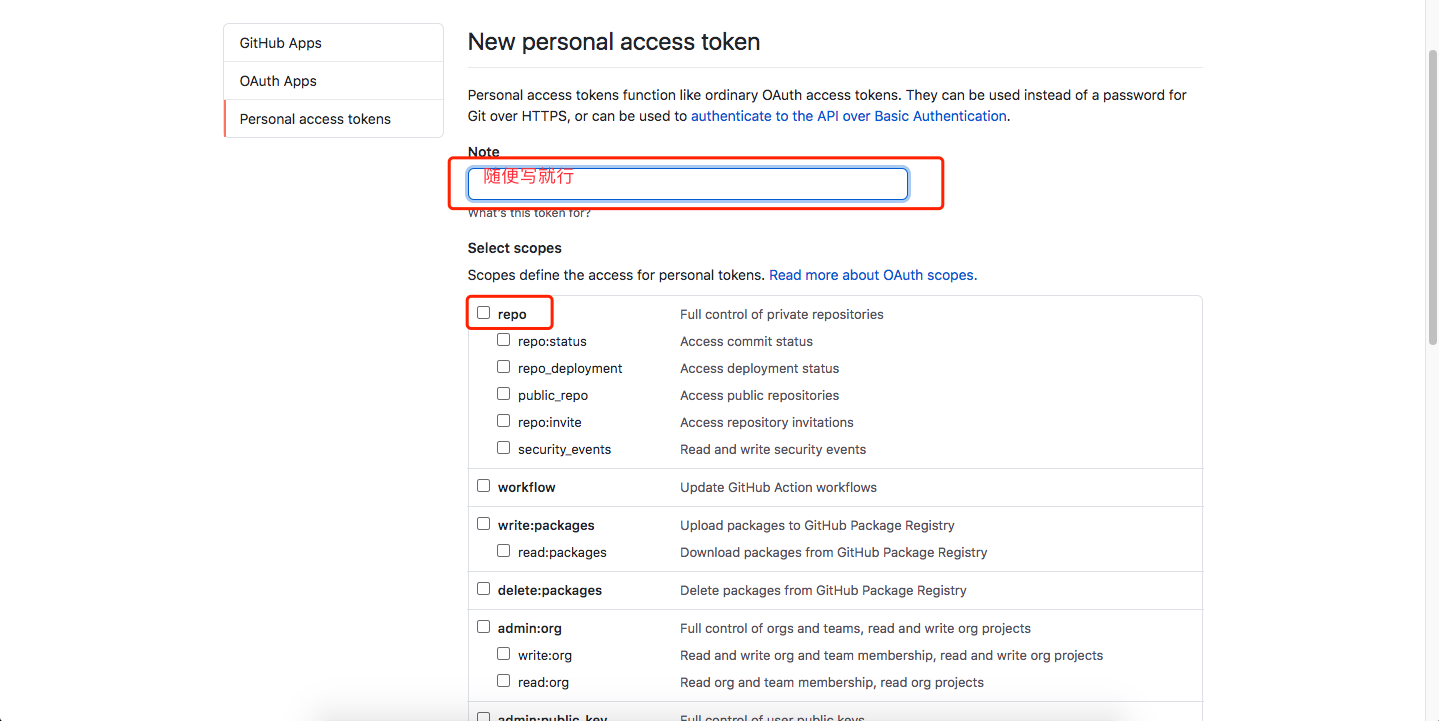 GitHub Apps
OAuth Apps
Personal access tokens
New personal access token
Personal access tokens function like ordinary OAuth access tokens. They can be used instead of a password for
Git over HTTPS, or can be used to authenticate to the API over Basic Authentication.
Note
随便写就行
What's this token for?
Select scopes
Scopes define the access for personal tokens. Read more about OAuth scopes.
repo Full control of private repositories
repo:status Access commit status
repo_deployment Access deployment status
public_repo Access public repositories
repo:invite Access repository invitations
security_events Read and write security events
workflow Update GitHub Action workflows
write:packages Upload packages to GitHub Package Registry
read:packages Download packages from GitHub Package Registry
delete:packages Delete packages from GitHub Package Registry
admin:org Full control of orgs and teams, read and write org projects
write:org Read and write org and team membership, read and write org projects
read:org Read org and team membership, read org projects
admin:public_key Full control of user public keys